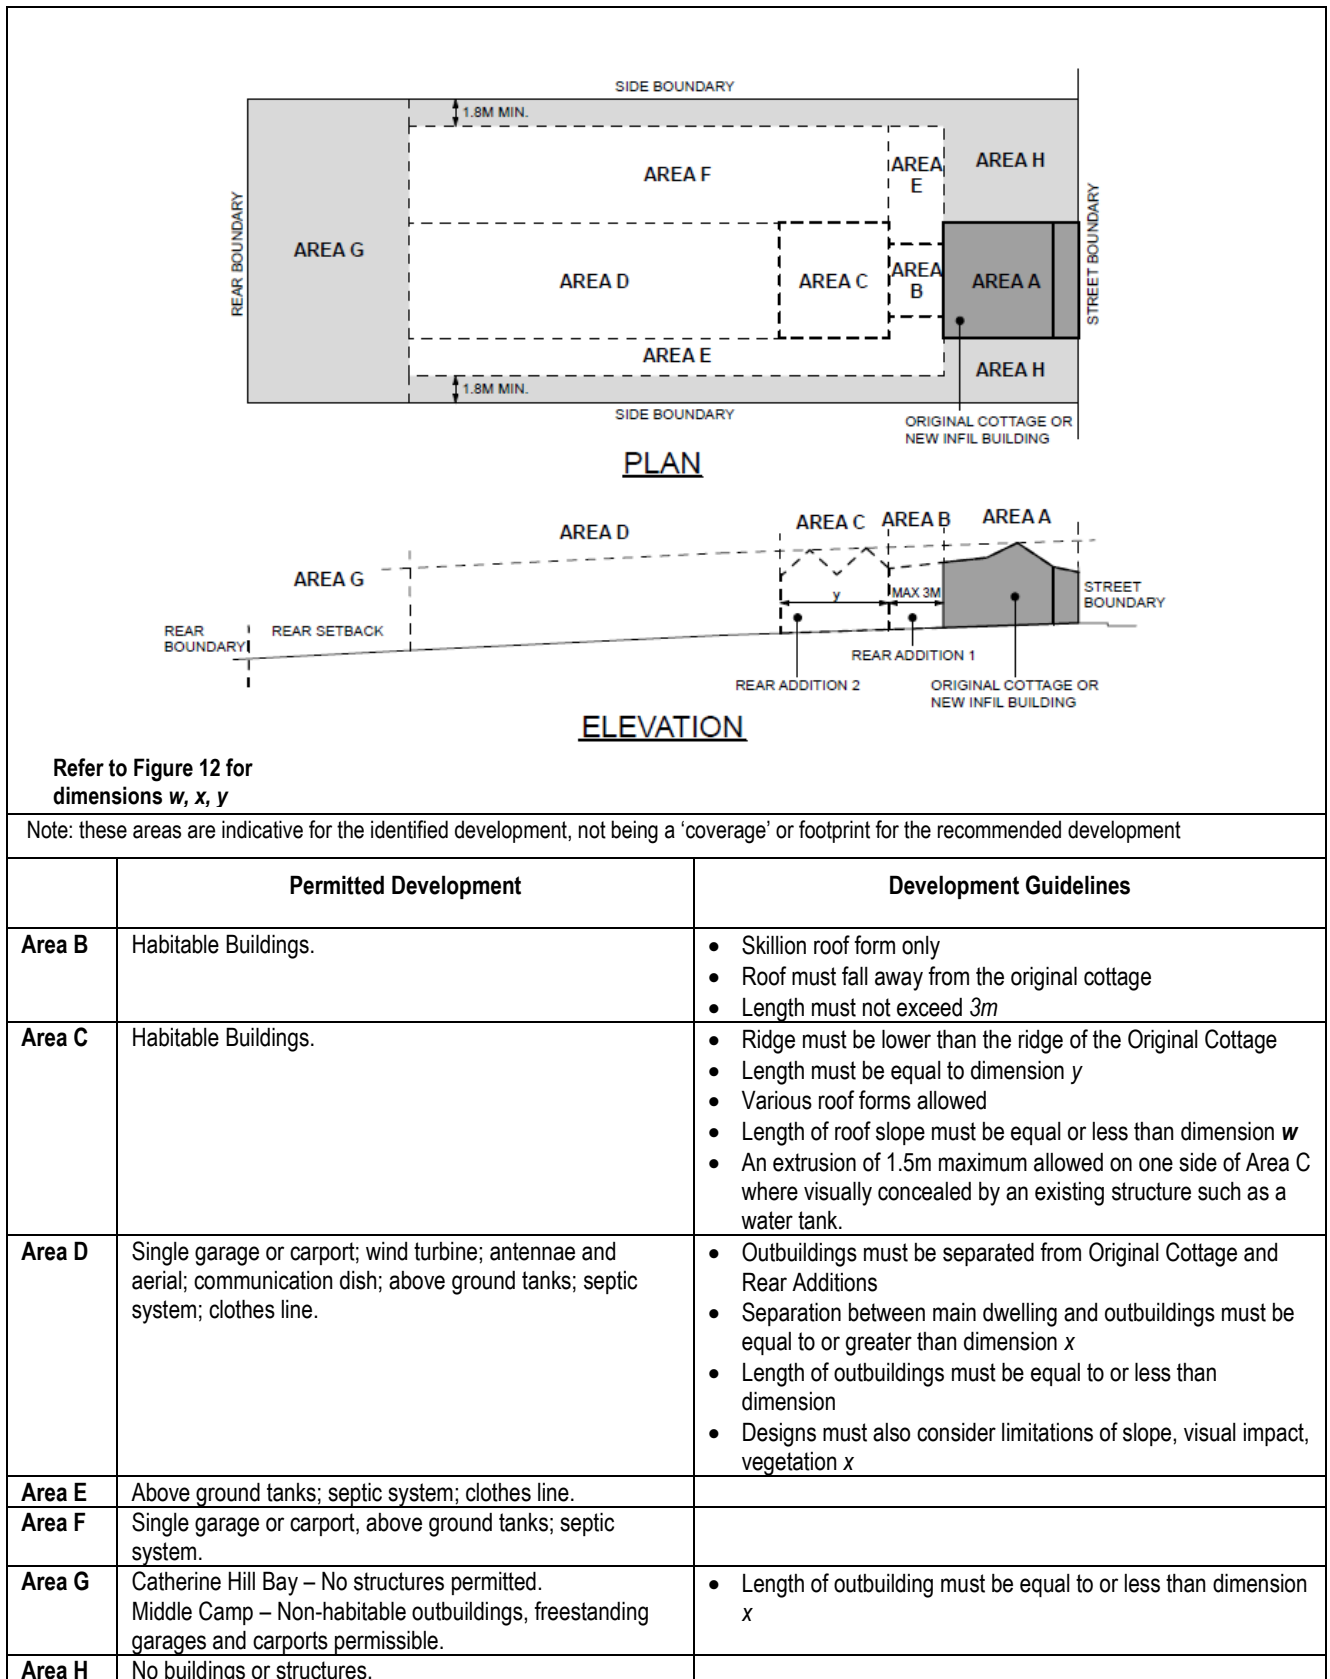 SIDE BOUNDARY
1.8M MIN.
AREA F
AREA
E
AREA H
REAR BOUNDARY
AREA G
AREA D
AREA C
AREA
B
AREA A
STREET BOUNDARY
AREA E
AREA H
1.8M MIN.
SIDE BOUNDARY
ORIGINAL COTTAGE OR
NEW INFIL BUILDING
PLAN
AREA D
AREA C
AREA B
AREA A
AREA G
y
MAX 3M
STREET
BOUNDARY
REAR
BOUNDARY
REAR SETBACK
REAR ADDITION 1
REAR ADDITION 2
ORIGINAL COTTAGE OR
NEW INFIL BUILDING
ELEVATION
Refer to Figure 12 for
dimensions w, x, y
Note: these areas are indicative for the identified development, not being a ‘coverage’ or footprint for the recommended development
Permitted Development
Development Guidelines
Area B
Habitable Buildings.
• Skillion roof form only
• Roof must fall away from the original cottage
• Length must not exceed 3m
Area C
Habitable Buildings.
• Ridge must be lower than the ridge of the Original Cottage
• Length must be equal to dimension y
• Various roof forms allowed
• Length of roof slope must be equal or less than dimension w
• An extrusion of 1.5m maximum allowed on one side of Area C
where visually concealed by an existing structure such as a
water tank.
Area D
Single garage or carport; wind turbine; antennae and
aerial; communication dish; above ground tanks; septic
system; clothes line.
• Outbuildings must be separated from Original Cottage and
Rear Additions
• Separation between main dwelling and outbuildings must be
equal to or greater than dimension x
• Length of outbuildings must be equal to or less than
dimension
• Designs must also consider limitations of slope, visual impact,
vegetation x
Area E
Above ground tanks; septic system; clothes line.
Area F
Single garage or carport, above ground tanks; septic
system.
Area G
Catherine Hill Bay – No structures permitted.
Middle Camp – Non-habitable outbuildings, freestanding
garages and carports permissible.
• Length of outbuilding must be equal to or less than dimension
x
Area H
No buildings or structures.